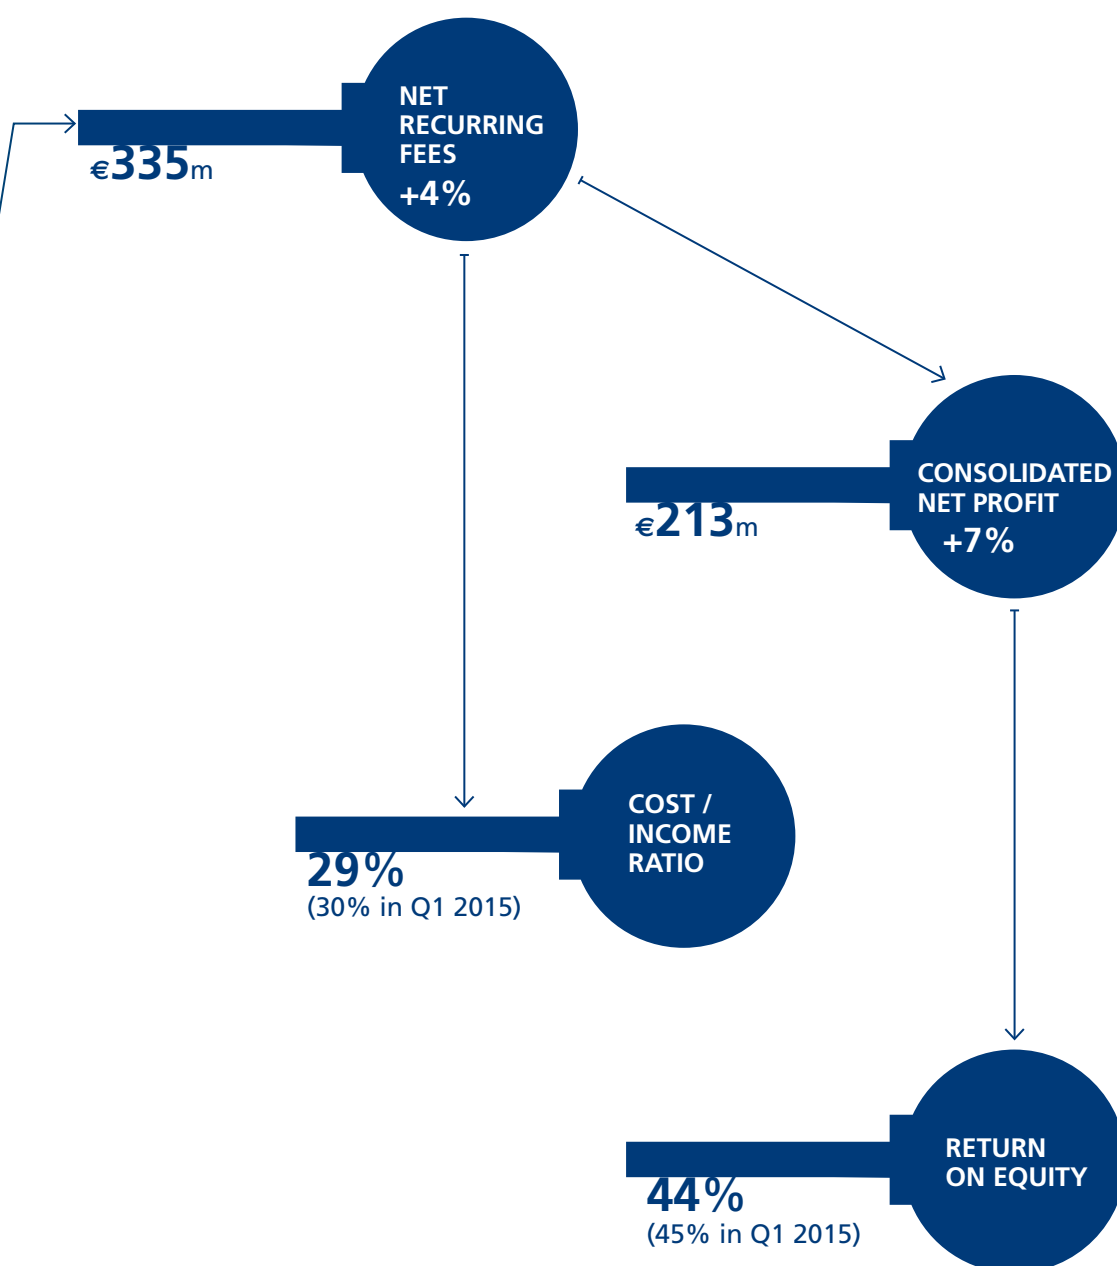 NET
RECURRING
FEES
+4%
€335m
CONSOLIDATED
NET PROFIT
+7%
€213m
COST /
INCOME
RATIO
29%
(30% in Q1 2015)
RETURN
ON EQUITY
44%
(45% in Q1 2015)